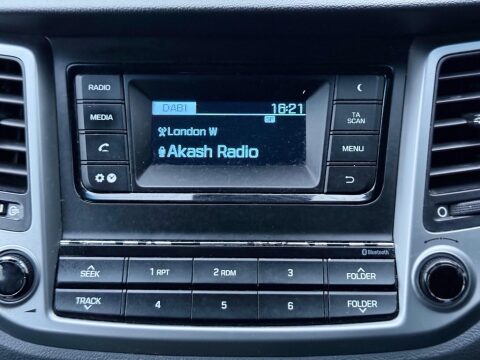 RADIO
MEDIA
DAB1 16:21
London W
Akash Radio
TA
SCAN
MENU
Bluetooth
SEEK 1 RPT 2 RDM 3 FOLDER
TRACK 4 5 6 FOLDER